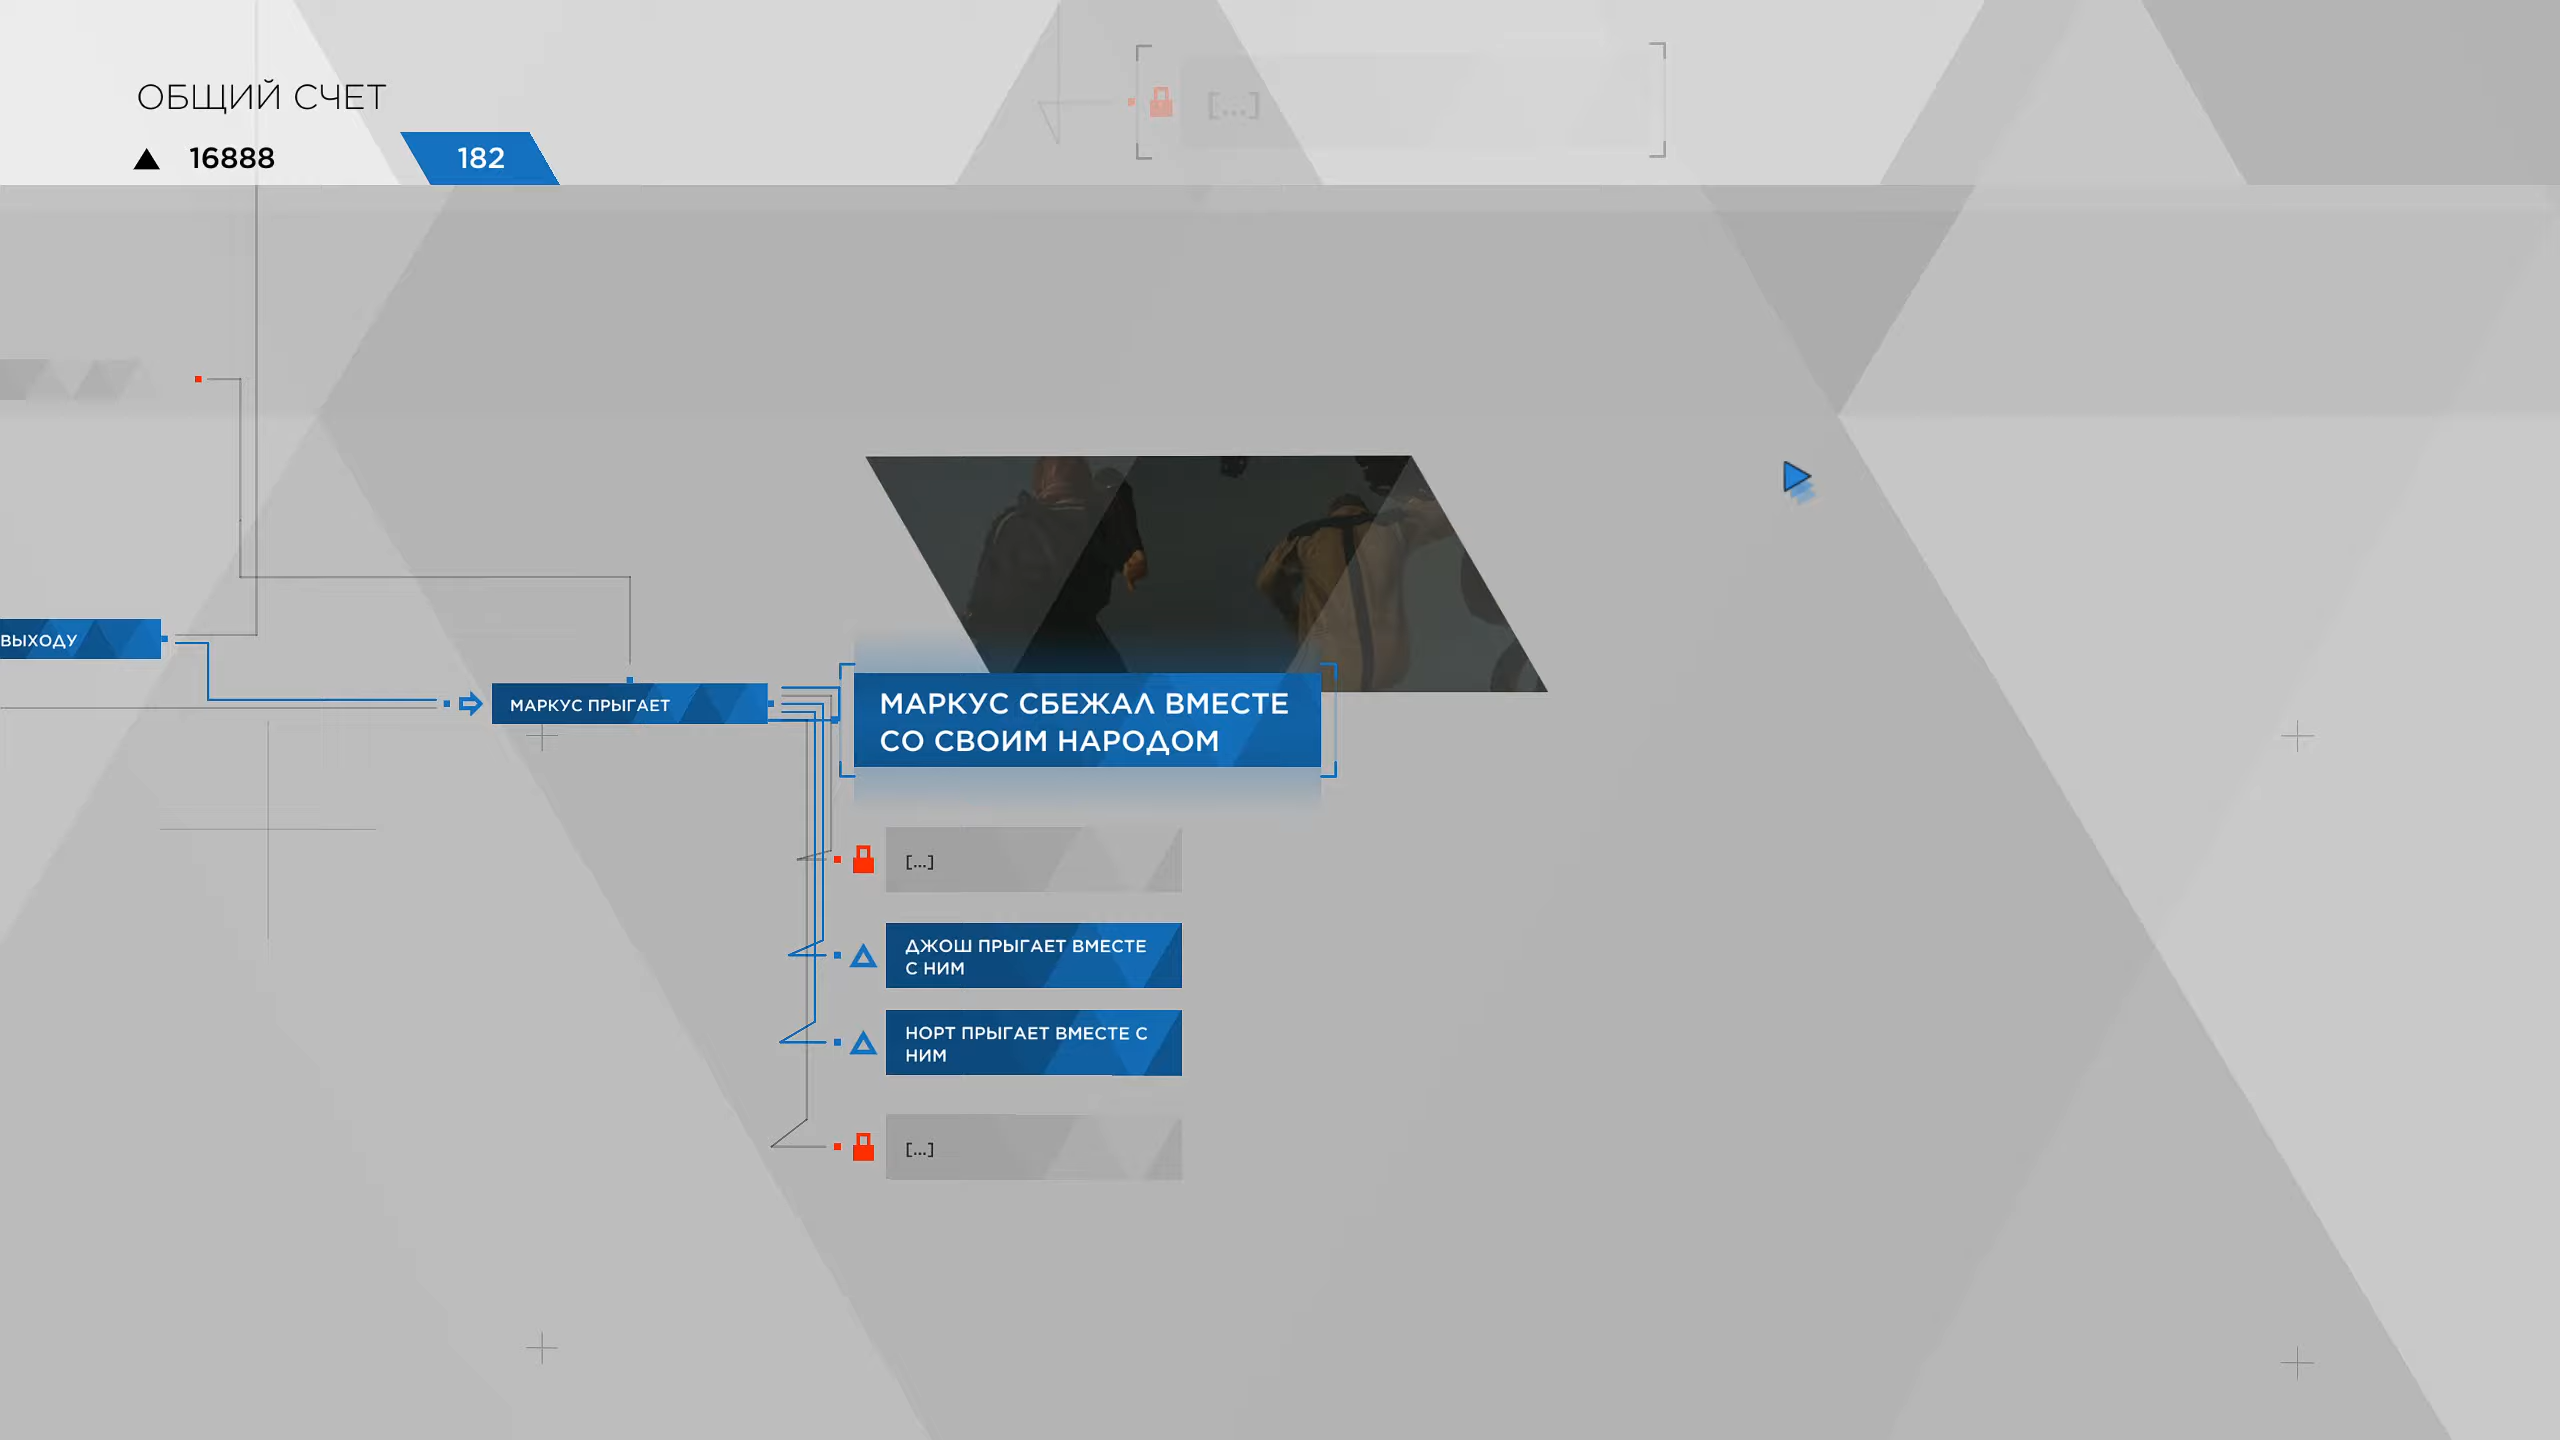 ОБЩИЙ СЧЕТ
16888
182
[...]
ВЫХОДУ
МАРКУС ПРЫГАЕТ
МАРКУС СБЕЖАЛ ВМЕСТЕ
СО СВОИМ НАРОДОМ
[...]
ДЖОШ ПРЫГАЕТ ВМЕСТЕ
С НИМ
НОРТ ПРЫГАЕТ ВМЕСТЕ С
НИМ
[...]